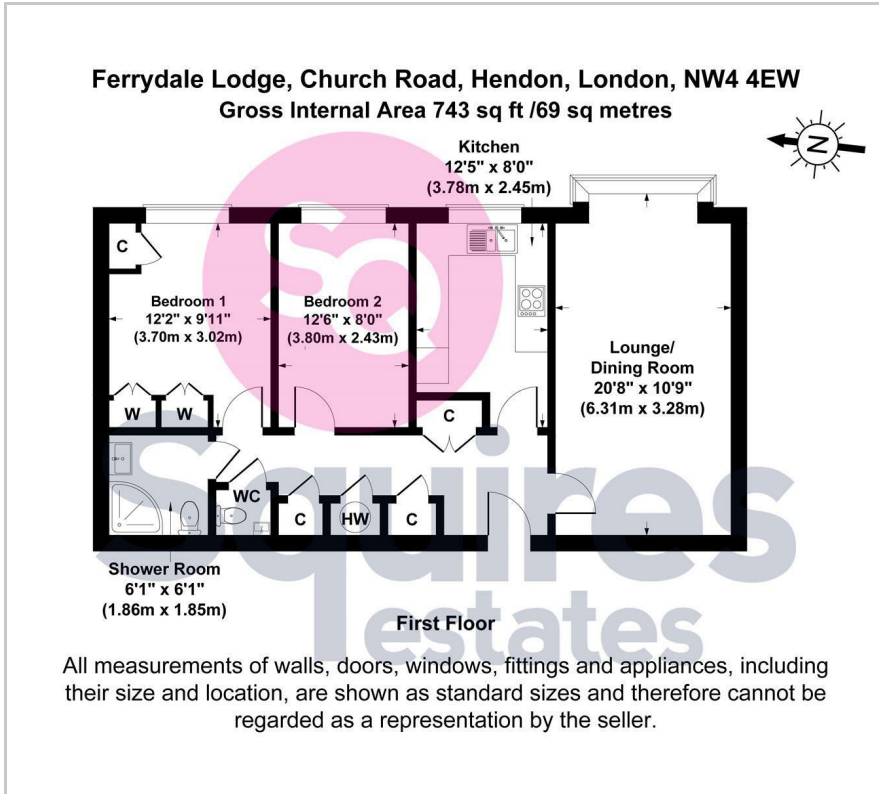 Ferrydale Lodge, Church Road, Hendon, London, NW4 4EW
Gross Internal Area 743 sq ft /69 sq metres
N
Kitchen
12'5" x 8'0"
(3.78m x 2.45m)
C
Bedroom 1
12'2" x 9'11"
(3.70m x 3.02m)
Bedroom 2
12'6" x 8'0"
(3.80m x 2.43m)
Lounge/
Dining Room
20'8" x 10'9"
(6.31m x 3.28m)
W
W
C
WC
C
HW
C
Shower Room
6'1" x 6'1"
(1.86m x 1.85m)
First Floor
SQ
Squires
estates
All measurements of walls, doors, windows, fittings and appliances, including
their size and location, are shown as standard sizes and therefore cannot be
regarded as a representation by the seller.